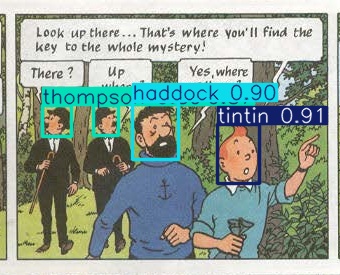 Look up there... That's where you'll find the
key to the whole mystery!
There?
Up
Yes, where
thompso
haddock 0.90
tintin 0.91